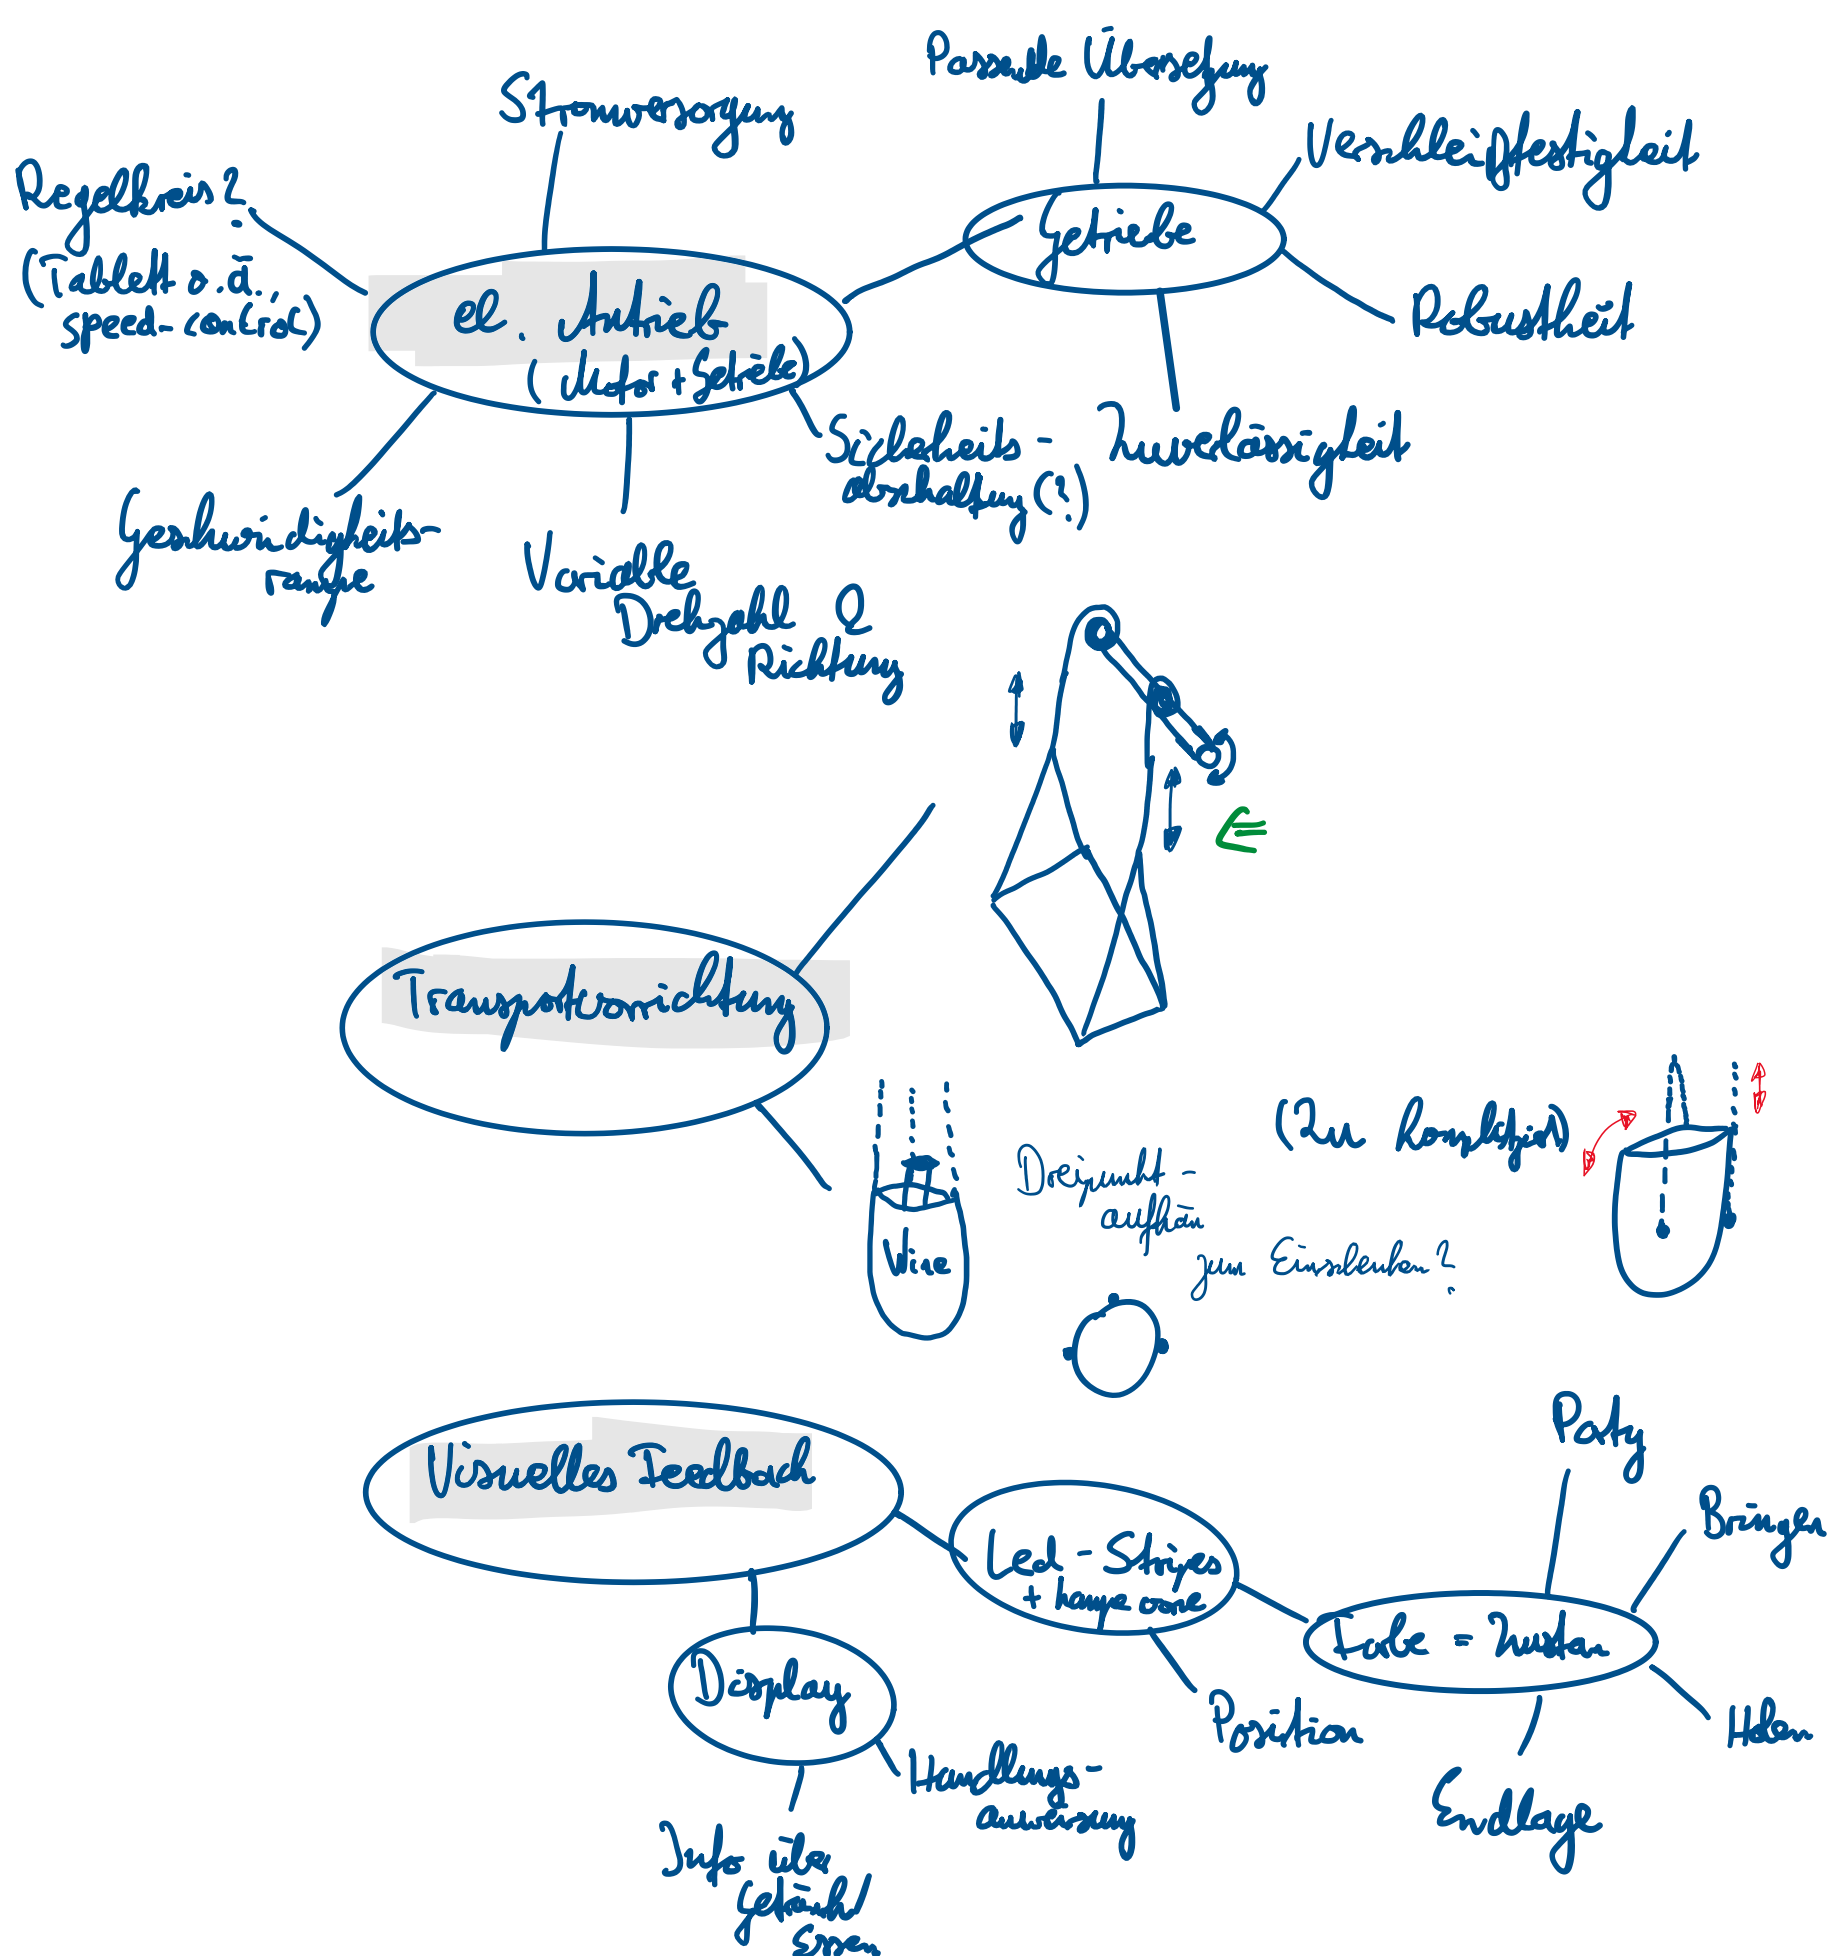 Passende Übersetzung
Stromversorgung
Verschleißfestigkeit
Regelkreis?
(Tablett o.ä.
speed-control)
Getriebe
Robustheit
el. Antrieb
(Motor + Getriebe)
Sicherheits-
abschaltung (?)
Zuverlässigkeit
Geschwindigkeits-
rampe
Variable
Drehzahl &
Richtung
Transportvorrichtung
(Zu kompliziert)
Dreipunkt-
aufhän
zum Einschenken?
Wine
Visuelles Feedback
Party
Bringen
Led-Stripes
+ lampe
Farbe = Zustan
Display
Position
Holen
Handlungs-
anweisung
Endlage
Info über
Getränk/
Essen